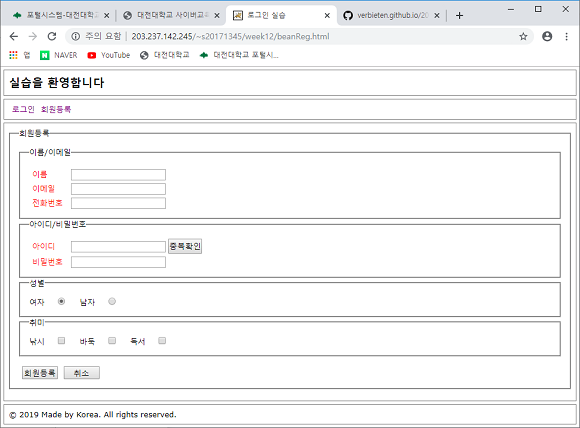 포털시스템-대전대학교
대전대학교 사이버교육
로그인 실습
verbieten.github.io/20
주의 요함 | 203.237.142.245/~s20171345/week12/beanReg.html
앱 NAVER YouTube 대전대학교 대전대학교 포털시...
실습을 환영합니다
로그인 회원등록
회원등록
이름/이메일
이름
이메일
전화번호
아이디/비밀번호
아이디 중복확인
비밀번호
성별
여자 남자
취미
낚시 바둑 독서
회원등록 취소
© 2019 Made by Korea. All rights reserved.